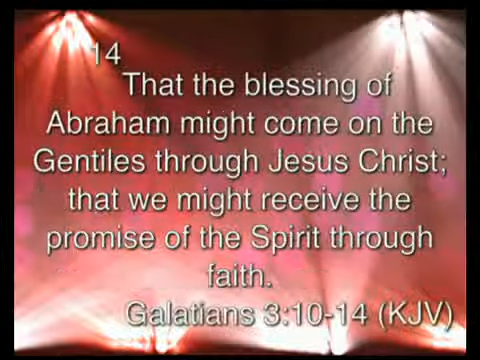 14
That the blessing of
Abraham might come on the
Gentiles through Jesus Christ;
that we might receive the
promise of the Spirit through
faith.
Galatians 3:10-14 (KJV)